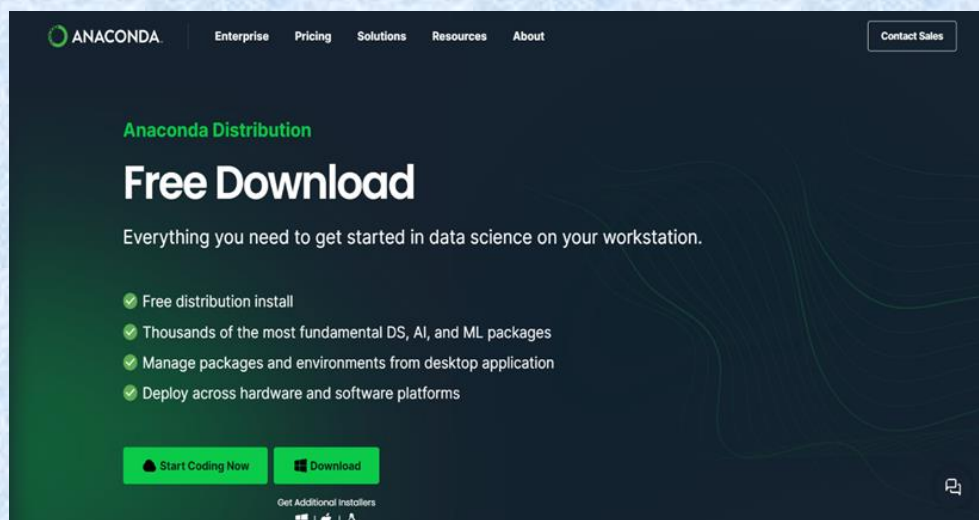 ANACONDA. Enterprise Pricing Solutions Resources About Contact Sales
Anaconda Distribution
Free Download
Everything you need to get started in data science on your workstation.
Free distribution install
Thousands of the most fundamental DS, AI, and ML packages
Manage packages and environments from desktop application
Deploy across hardware and software platforms
Start Coding Now Download
Get Additional Installers